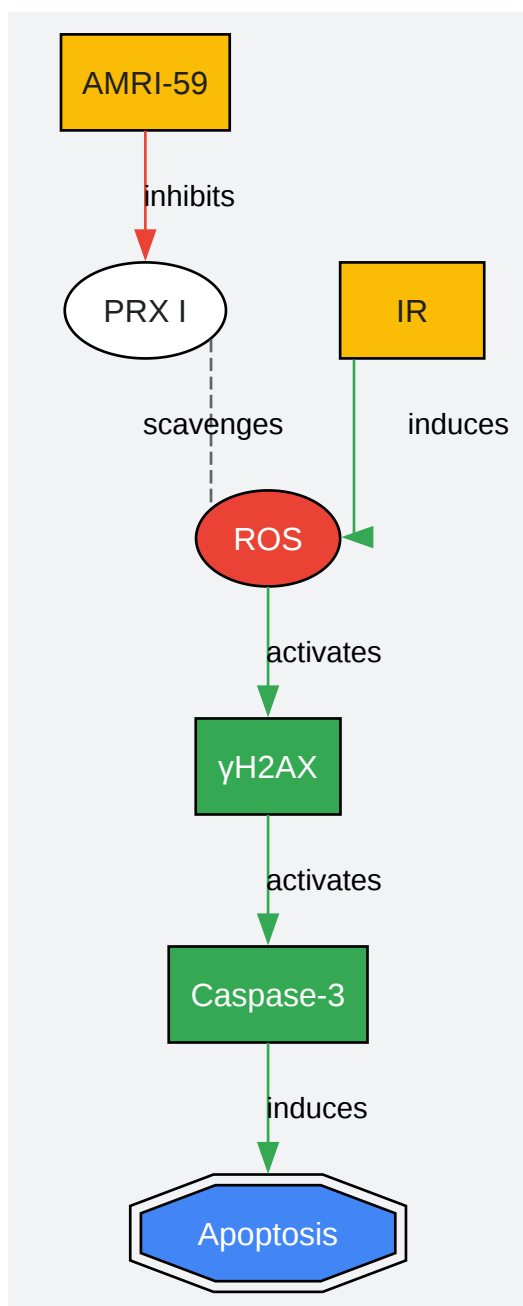 AMRI-59
inhibits
PRX I
IR
scavenges
induces
ROS
activates
γH2AX
activates
Caspase-3
induces
Apoptosis